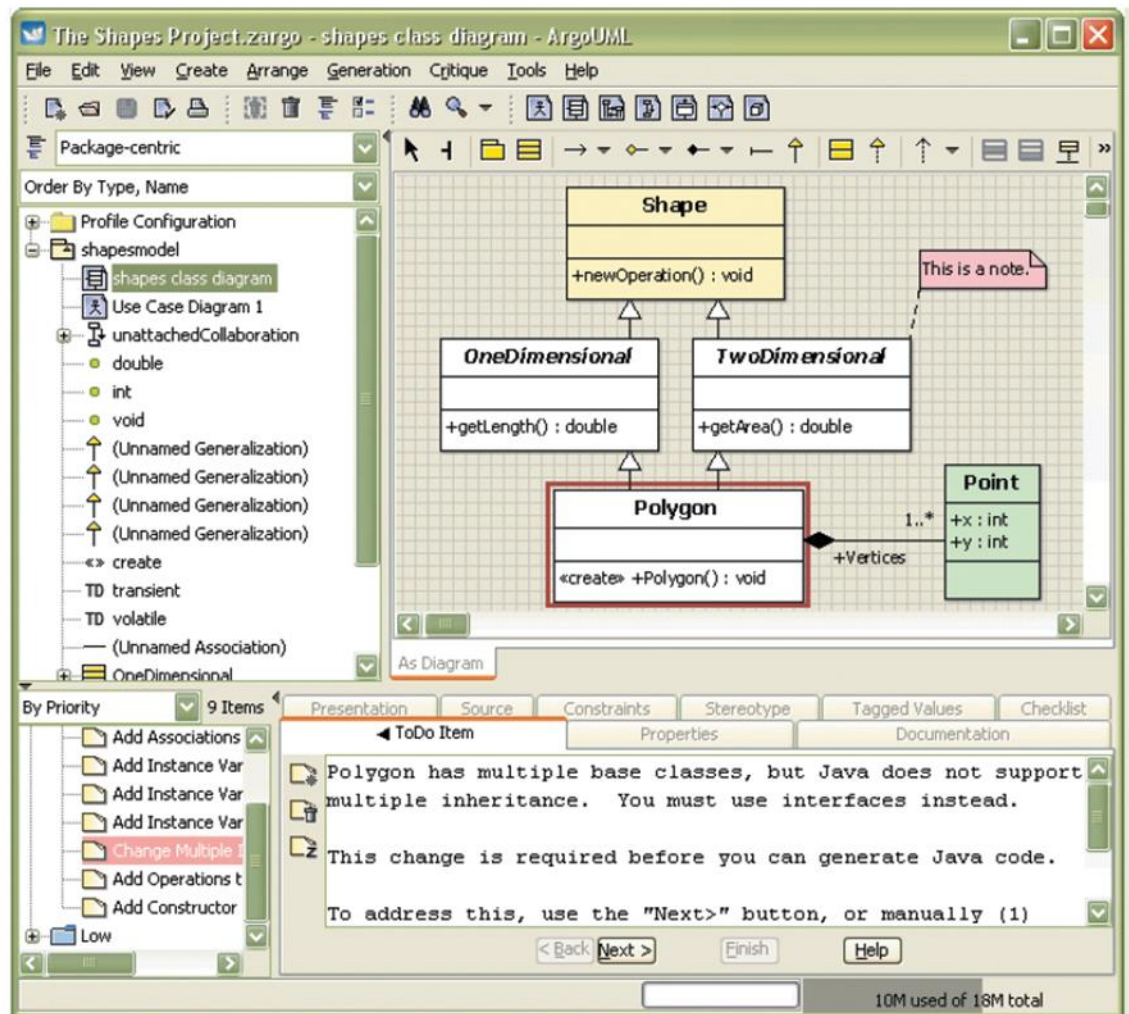 The Shapes Project.zargo - shapes class diagram - ArgoUML
File Edit View Create Arrange Generation Critique Tools Help
Package-centric
Order By Type, Name
Profile Configuration
shapesmodel
shapes class diagram
Use Case Diagram 1
unattachedCollaboration
double
int
void
(Unnamed Generalization)
(Unnamed Generalization)
(Unnamed Generalization)
(Unnamed Generalization)
«» create
TD transient
TD volatile
(Unnamed Association)
OneDimensional
Shape
+newOperation() : void
This is a note.
OneDimensional
+getLength() : double
TwoDimensional
+getArea() : double
Polygon
«create» +Polygon() : void
1..*
+Vertices
Point
+x : int
+y : int
As Diagram
By Priority
9 Items
Add Associations
Add Instance Var
Add Instance Var
Add Instance Var
Change Multiple I
Add Operations t
Add Constructor
Low
Presentation Source Constraints Stereotype Tagged Values Checklist
ToDo Item Properties Documentation
Polygon has multiple base classes, but Java does not support
multiple inheritance. You must use interfaces instead.
This change is required before you can generate Java code.
To address this, use the "Next>" button, or manually (1)
< Back Next > Finish Help
10M used of 18M total